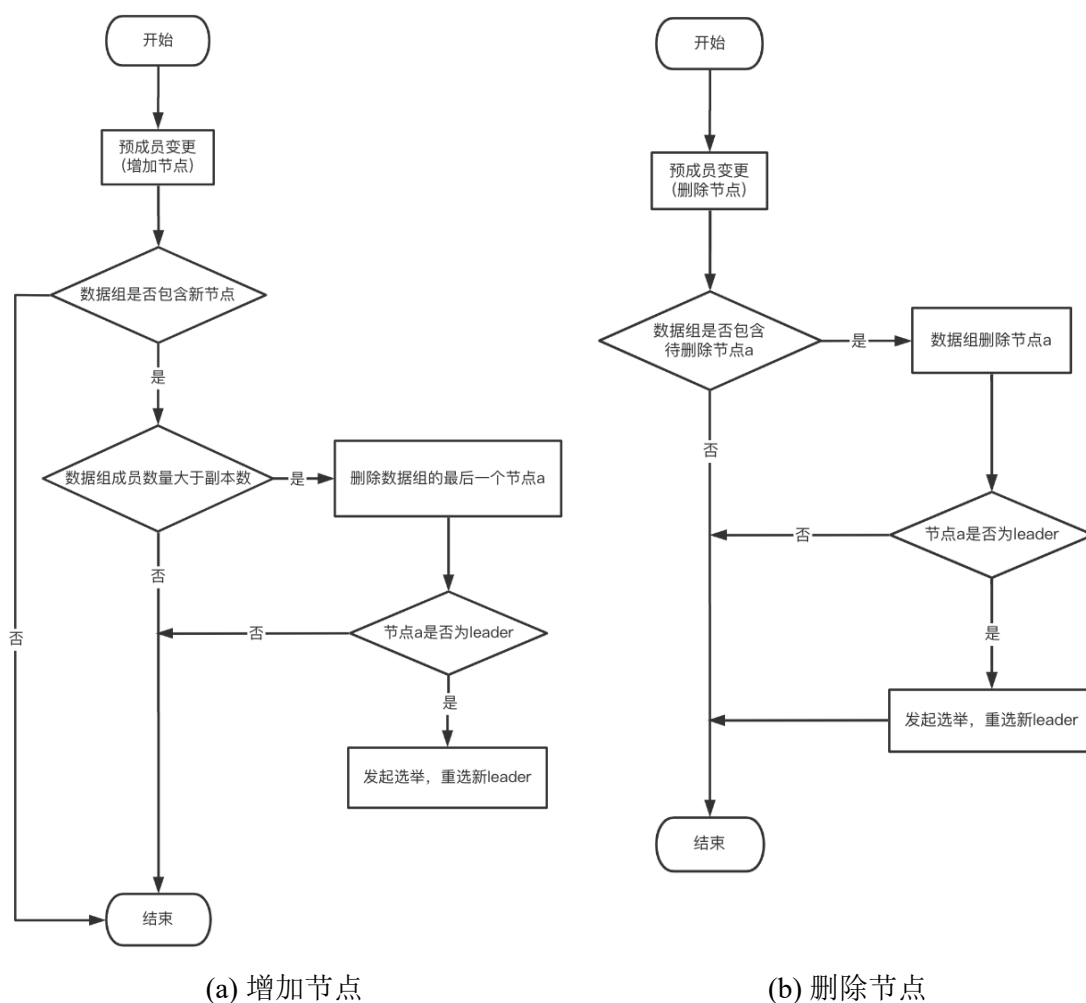 开始
预成员变更
(增加节点)
数据组是否包含新节点
是
数据组成员数量大于副本数
是
删除数据组的最后一个节点a
否
节点a是否为leader
否
否
是
发起选举，重选新leader
结束
(a) 增加节点
开始
预成员变更
(删除节点)
数据组是否包含
待删除节点a
是
数据组删除节点a
否
节点a是否为leader
否
是
发起选举，重选新leader
结束
(b) 删除节点